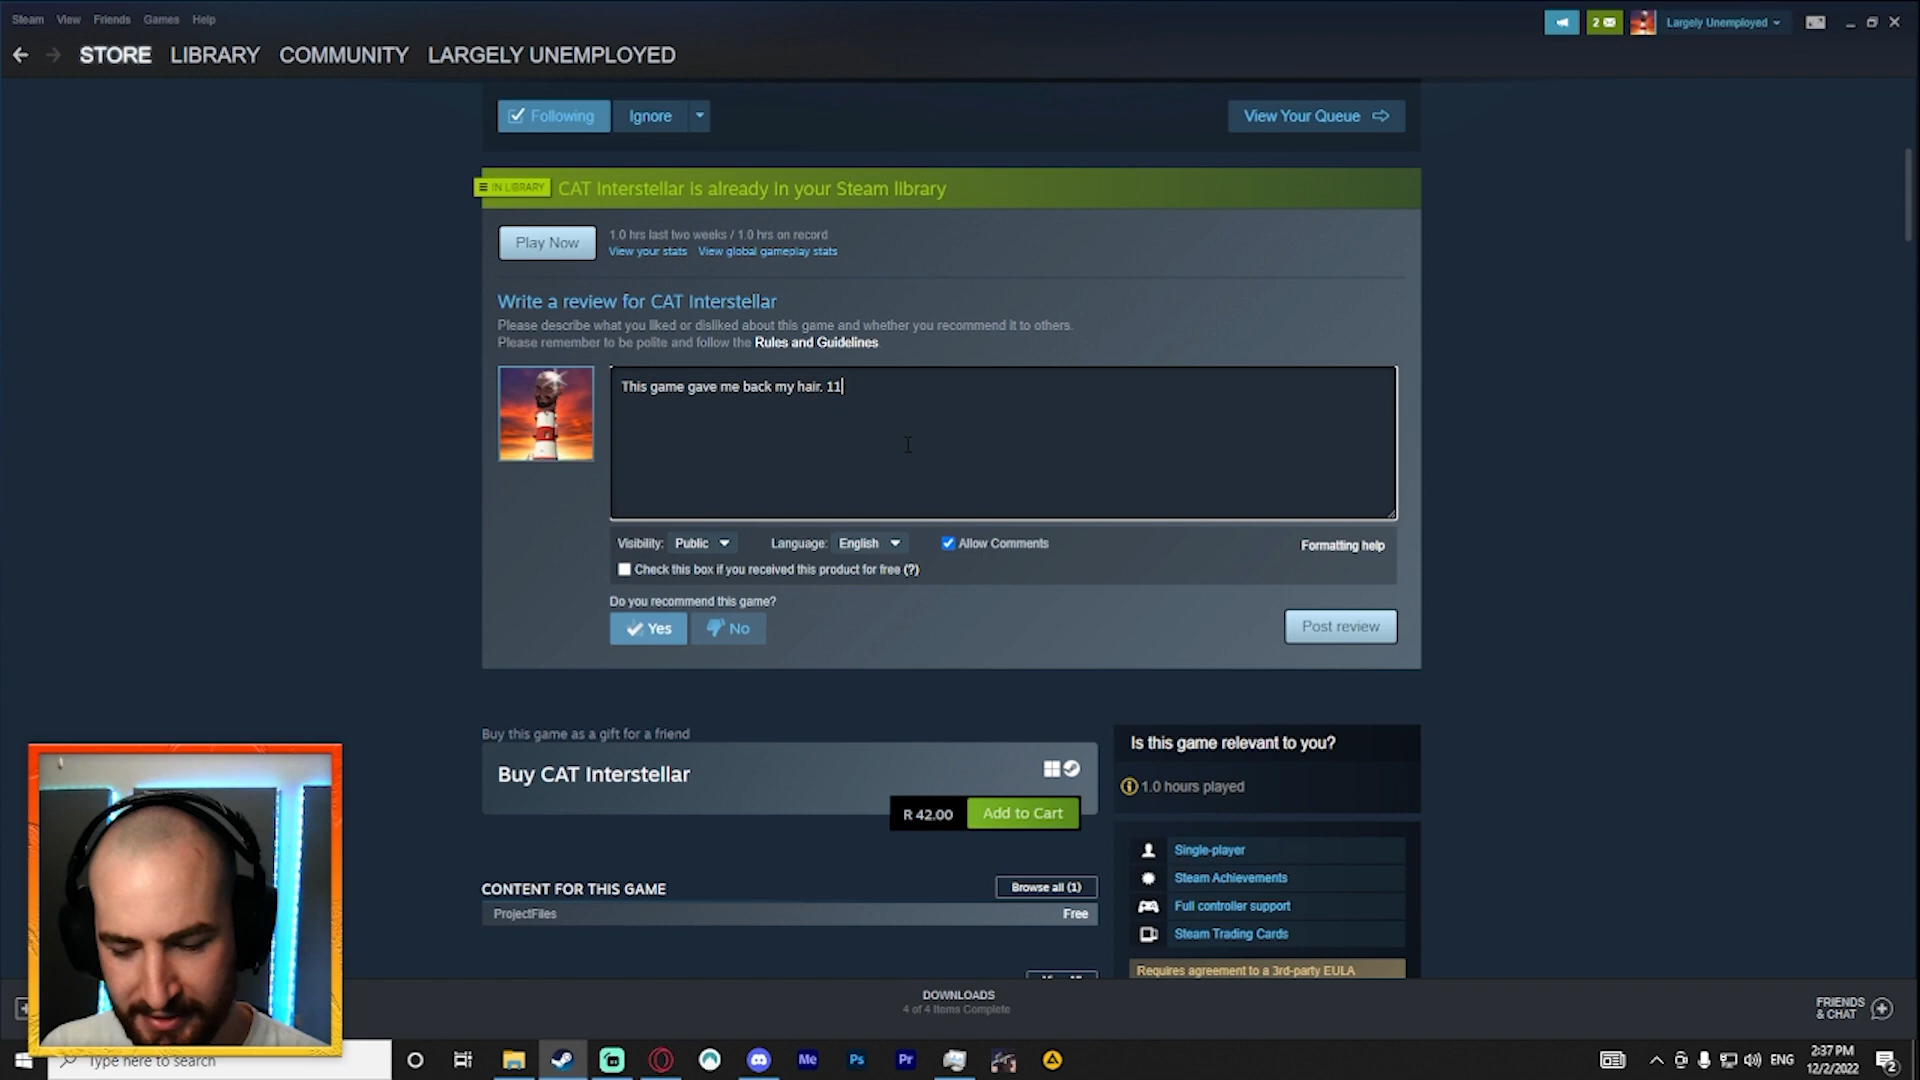 Steam View Friends Games Help
2
Largely Unemployed
STORE LIBRARY COMMUNITY LARGELY UNEMPLOYED
Following Ignore View Your Queue
IN LIBRARY CAT Interstellar is already in your Steam library
Play Now
1.0 hrs last two weeks / 1.0 hrs on record
View your stats View global gameplay stats
Write a review for CAT Interstellar
Please describe what you liked or disliked about this game and whether you recommend it to others.
Please remember to be polite and follow the Rules and Guidelines
This game gave me back my hair. 11
Visibility: Public Language: English Allow Comments Formatting help
Check this box if you received this product for free (?)
Do you recommend this game?
Yes No Post review
Buy this game as a gift for a friend
Buy CAT Interstellar
R 42.00 Add to Cart
Is this game relevant to you?
1.0 hours played
Single-player
Steam Achievements
Full controller support
Steam Trading Cards
Requires agreement to a 3rd-party EULA
CONTENT FOR THIS GAME Browse all (1)
ProjectFiles Free
DOWNLOADS
4 of 4 Items Complete
FRIENDS
& CHAT
Type here to search
Me Ps Pr
ENG
2:37 PM
12/2/2022
2